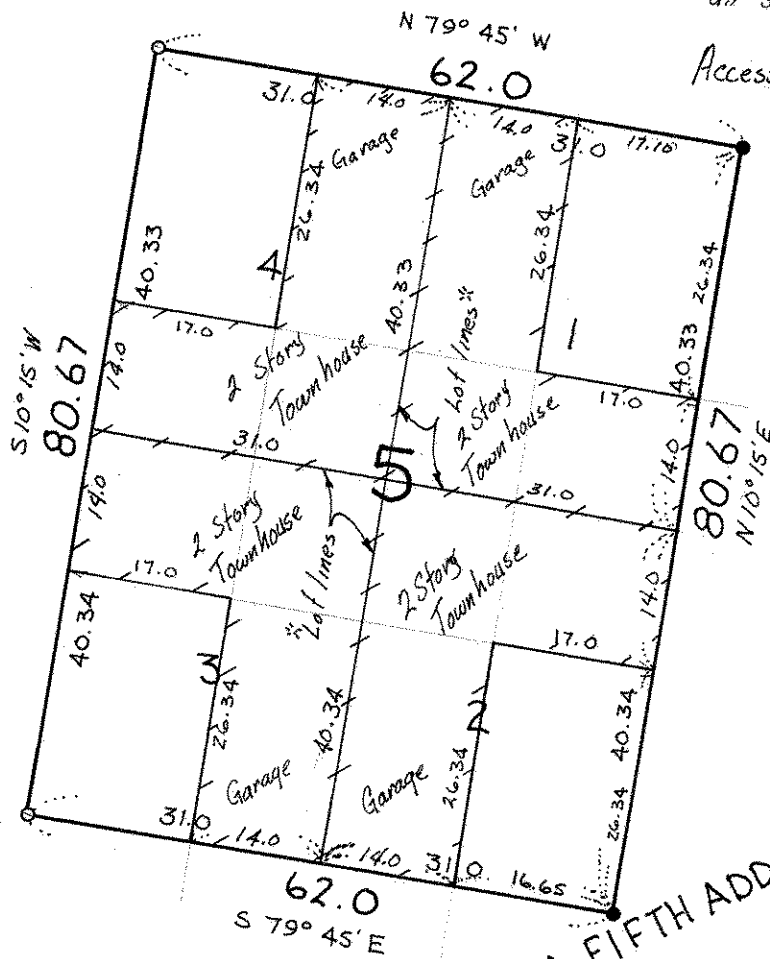 N 79° 45' W
62.0
Access
31.0
14.0
14.0
31.0
17.10
Garage
Garage
26.34
26.34
26.34
40.33
4
40.33
1
40.33
17.0
17.0
Lot lines*
2 Story
Townhouse
2 Story
Townhouse
S 10° 15' W
80.67
14.0
14.0
80.67
N 10° 15' E
31.0
5
31.0
14.0
14.0
2 Story
Townhouse
2 Story
Townhouse
*Lot lines
17.0
17.0
40.34
3
26.34
40.34
2
26.34
40.34
26.34
Garage
Garage
31.0
14.0
14.0
31.0
16.65
62.0
S 79° 45' E
FIFTH ADD